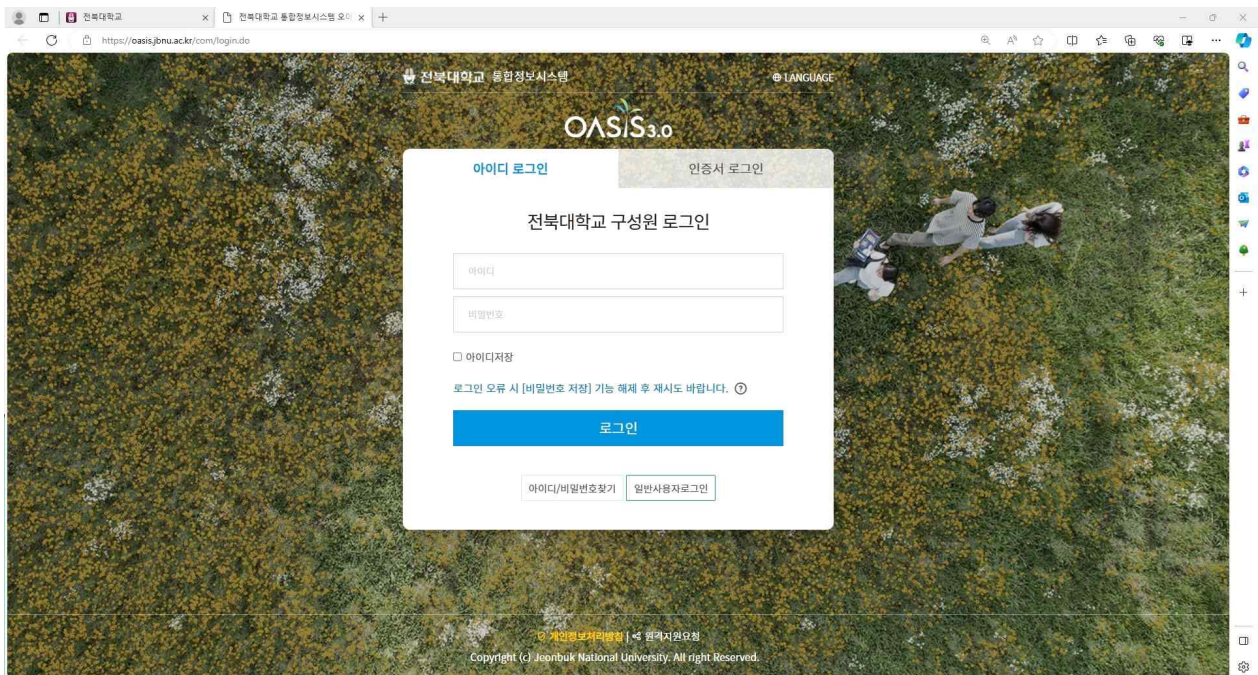 전북대학교
전북대학교 통합정보시스템 오
https://oasis.jbnu.ac.kr/com/login.do
전북대학교 통합정보시스템
LANGUAGE
OASIS 3.0
아이디 로그인
인증서 로그인
전북대학교 구성원 로그인
아이디
비밀번호
아이디저장
로그인 오류 시 [비밀번호 저장] 기능 해제 후 재시도 바랍니다. ?
로그인
아이디/비밀번호찾기
일반사용자로그인
개인정보처리방침 | 원격지원요청
Copyright (c) Jeonbuk National University. All right Reserved.